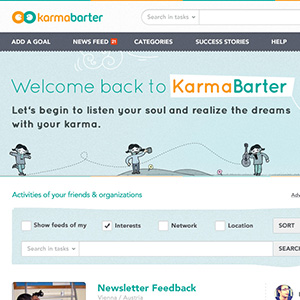 karmabarter
Search in tasks
ADD A GOAL NEWS FEED 21 CATEGORIES SUCCESS STORIES HELP
Welcome back to KarmaBarter
Let's begin to listen your soul and realize the dreams
with your karma.
Activities of your friends & organizations
Show feeds of my Interests Network Location SORT
Search in tasks SEARCH
Newsletter Feedback
Vienna / Austria